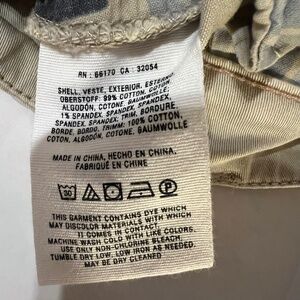 RN : 66170 CA : 32054
SHELL, VESTE, EXTERIOR, ESTERNO
OBERSTOFF: 99% COTTON, COTON,
ALGODÓN, COTONE, BAUMWOLLE;
1% SPANDEX, SPANDEX, SPANDEX,
SPANDEX, SPANDEX, TRIM, BORDURE,
BORDE, BORDO, TRIMM: 100% COTTON,
COTON, ALGODÓN, COTONE, BAUMWOLLE
MADE IN CHINA, HECHO EN CHINA,
FABRIQUÉ EN CHINE
30
P
THIS GARMENT CONTAINS DYE WHICH
MAY DISCOLOR MATERIALS WITH WHICH
IT COMES IN CONTACT
MACHINE WASH COLD WITH LIKE COLORS.
USE ONLY NON-CHLORINE BLEACH.
TUMBLE DRY LOW. LOW IRON AS NEEDED.
MAY BE DRY CLEANED